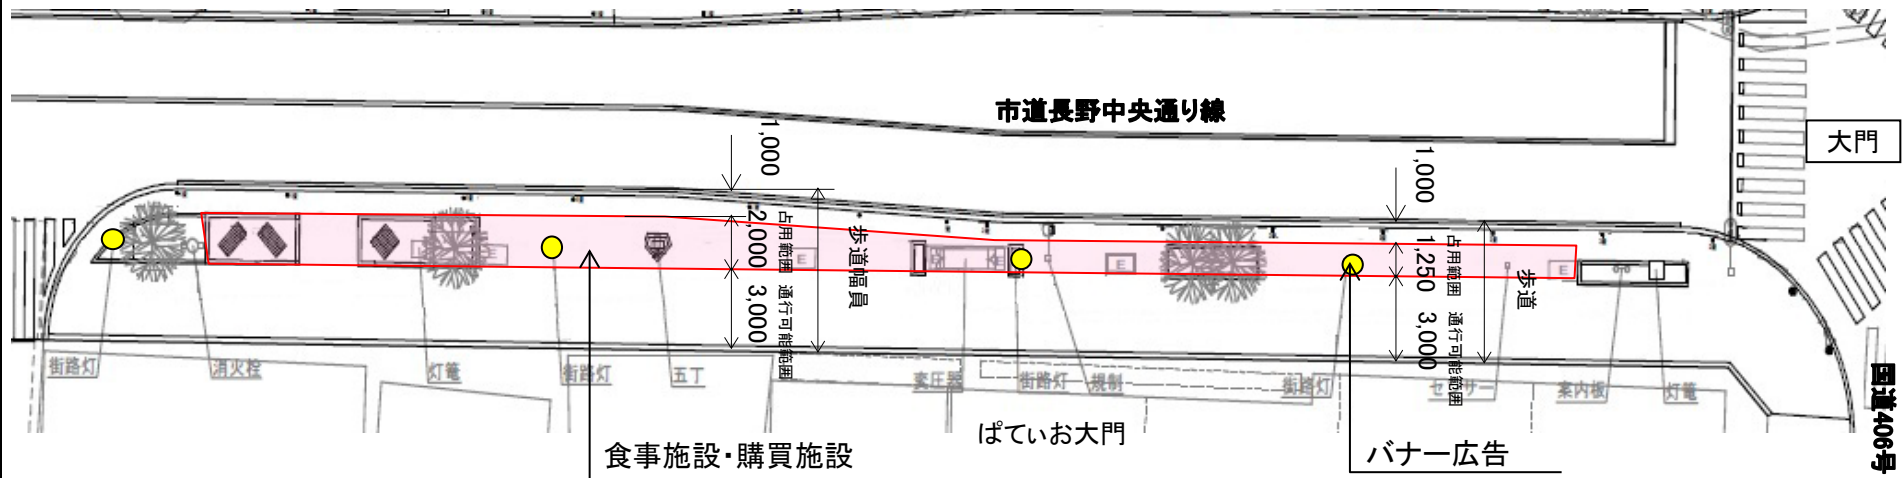 市道長野中央通り線
大門
1,000
1,000
2,000
占用範囲
3,000
通行可能範囲
歩道幅員
1,250
占用範囲
3,000
通行可能範囲
歩道
E
E
E
E
街路灯
消火栓
灯篭
街路灯
五丁
変圧器
街路灯
規制
街路灯
センサー
案内板
灯篭
国道406号
ぱてぃお大門
食事施設・購買施設
バナー広告